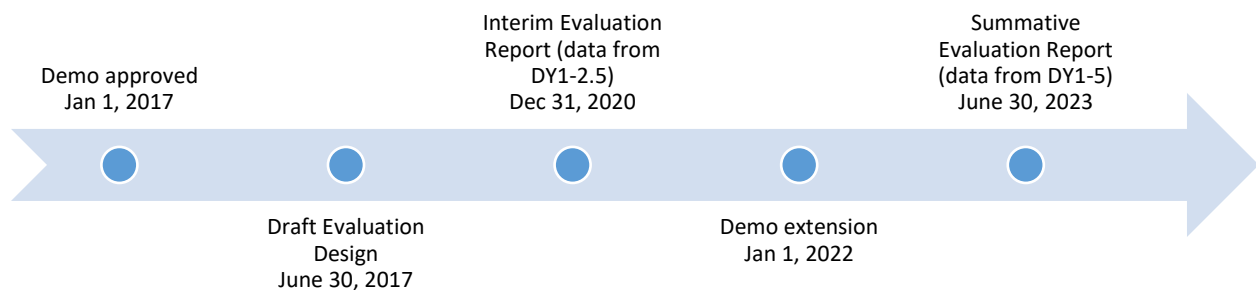 Demo approved
Jan 1, 2017
Draft Evaluation
Design
June 30, 2017
Interim Evaluation
Report (data from
DY1-2.5)
Dec 31, 2020
Demo extension
Jan 1, 2022
Summative
Evaluation Report
(data from DY1-5)
June 30, 2023